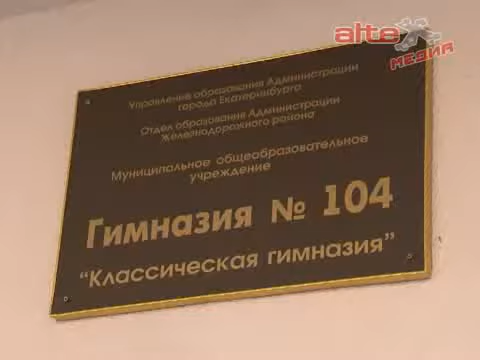 alteX
МЕДИА
Управление образования Администрации
города Екатеринбурга
Отдел образования Администрации
Железнодорожного района
Муниципальное общеобразовательное
учреждение
Гимназия № 104
"Классическая гимназия"